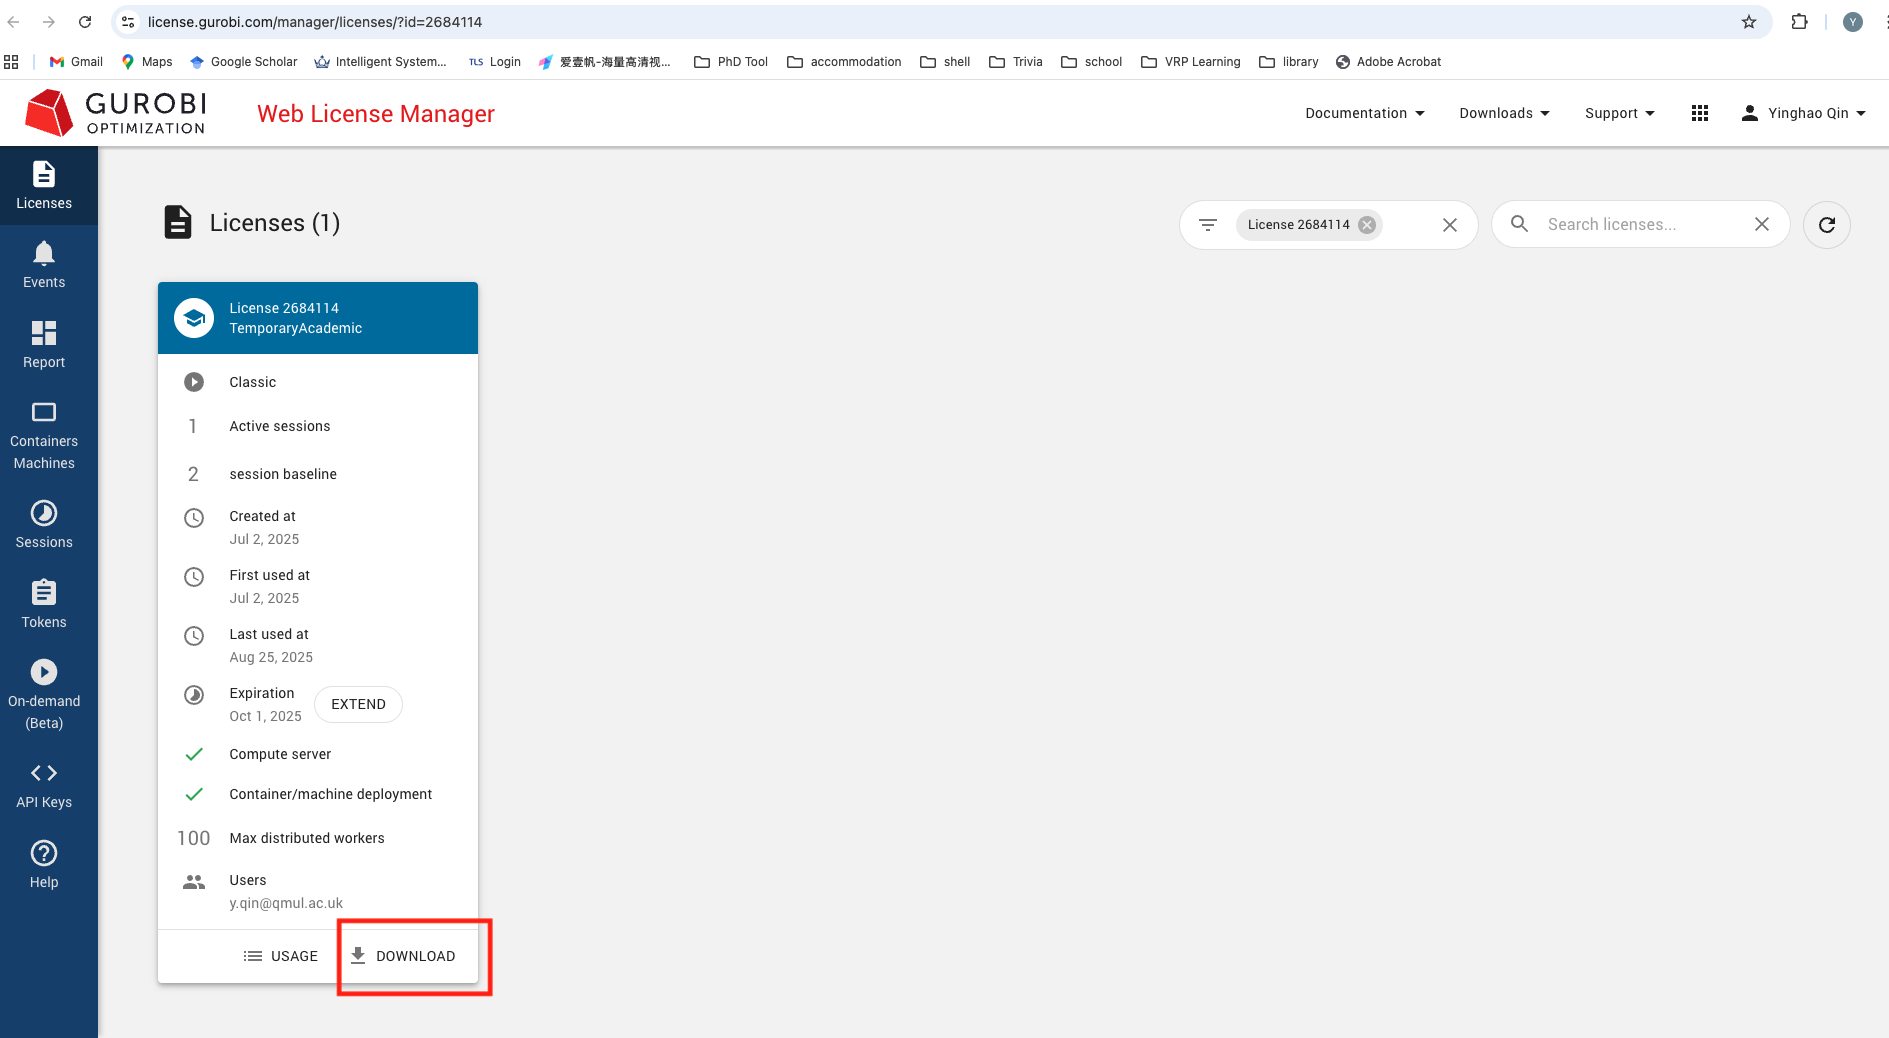 license.gurobi.com/manager/licenses/?id=2684114
Y
Gmail
Maps
Google Scholar
Intelligent System...
TLS Login
爱壹帆-海量高清视...
PhD Tool
accommodation
shell
Trivia
school
VRP Learning
library
Adobe Acrobat
GUROBI
OPTIMIZATION
Web License Manager
Documentation
Downloads
Support
Yinghao Qin
Licenses
Events
Report
Containers
Machines
Sessions
Tokens
On-demand
(Beta)
API Keys
Help
Licenses (1)
License 2684114
Search licenses...
License 2684114
TemporaryAcademic
Classic
1 Active sessions
2 session baseline
Created at
Jul 2, 2025
First used at
Jul 2, 2025
Last used at
Aug 25, 2025
Expiration
Oct 1, 2025
EXTEND
Compute server
Container/machine deployment
100 Max distributed workers
Users
y.qin@qmul.ac.uk
USAGE
DOWNLOAD